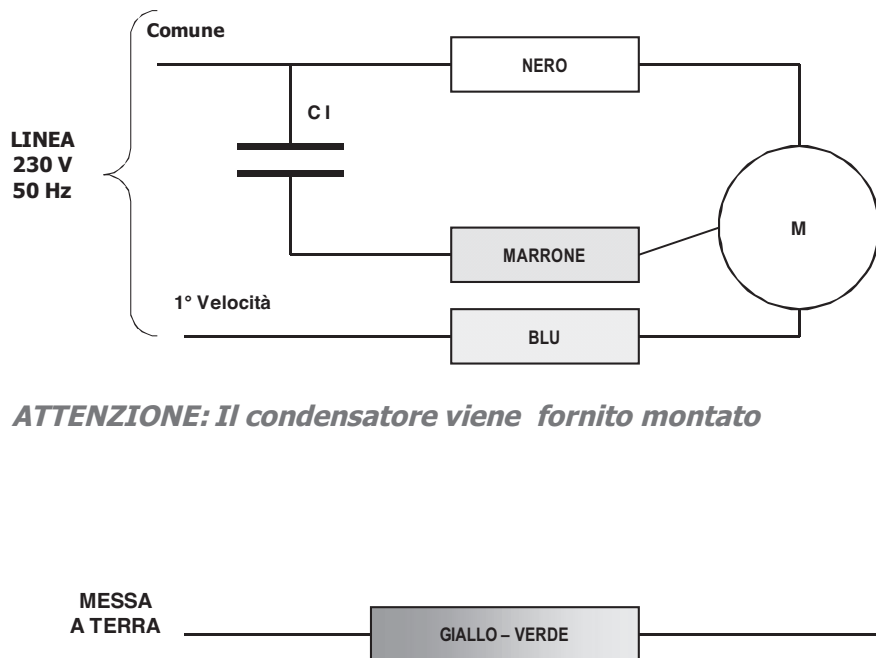 Comune
NERO
C I
LINEA
230 V
50 Hz
M
MARRONE
1° Velocità
BLU
ATTENZIONE: Il condensatore viene fornito montato
MESSA
A TERRA
GIALLO – VERDE